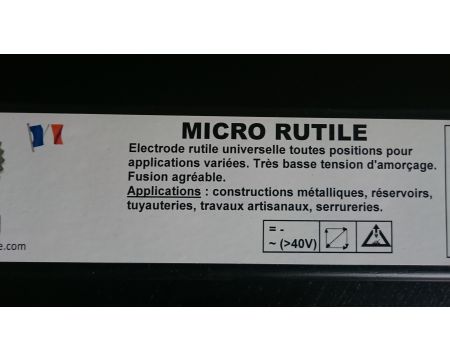 MICRO RUTILE
Electrode rutile universelle toutes positions pour
applications variées. Très basse tension d'amorçage.
Fusion agréable.
Applications : constructions métalliques, réservoirs,
tuyauteries, travaux artisanaux, serrureries.
= -
~ (>40V)
e.com